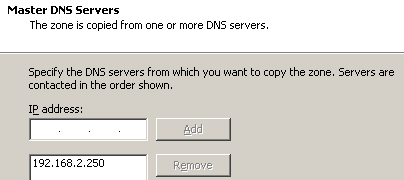 Master DNS Servers
The zone is copied from one or more DNS servers.
Specify the DNS servers from which you want to copy the zone. Servers are
contacted in the order shown.
IP address:
. . . Add
192.168.2.250 Remove